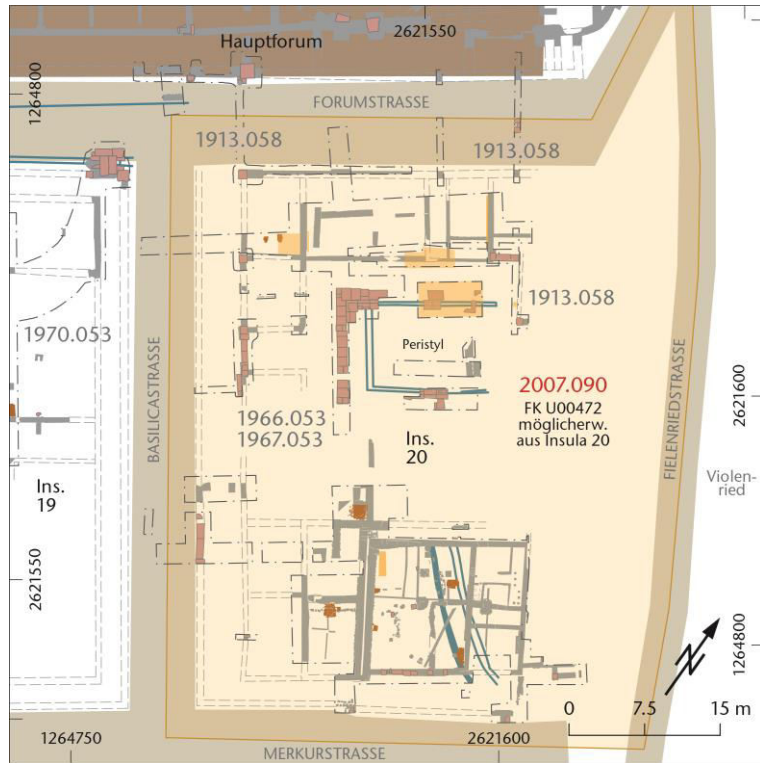 Hauptforum
2621550
1264800
FORUMSTRASSE
1913.058
1913.058
1970.053
1913.058
Peristyl
BASILICASTRASSE
2007.090
FK U00472
möglicherw.
aus Insula 20
1966.053
1967.053
Ins.
20
FIELENRIEDSTRASSE
2621600
Violen-
ried
Ins.
19
2621550
1264800
N
0 7.5 15 m
1264750
2621600
MERKURSTRASSE